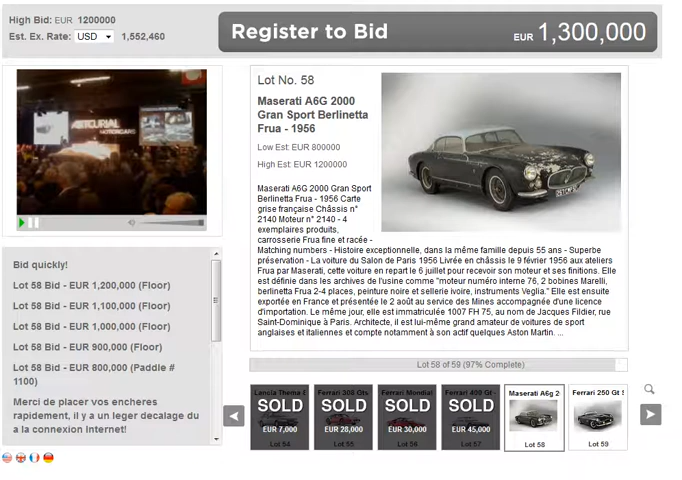 High Bid: EUR 1200000
Est. Ex. Rate: USD 1,552,460
Register to Bid
EUR 1,300,000
ARTCURIAL
MOTORCARS
Lot No. 58
Maserati A6G 2000
Gran Sport Berlinetta
Frua - 1956
Low Est: EUR 800000
High Est: EUR 1200000
Maserati A6G 2000 Gran Sport
Berlinetta Frua - 1956 Carte
grise française Châssis n°
2140 Moteur n° 2140 - 4
exemplaires produits,
carrosserie Frua fine et racée -
Matching numbers - Histoire exceptionnelle, dans la même famille depuis 55 ans - Superbe
préservation - La voiture du Salon de Paris 1956 Livrée en châssis le 9 février 1956 aux ateliers
Frua par Maserati, cette voiture en repart le 6 juillet pour recevoir son moteur et ses finitions. Elle
est définie dans les archives de l'usine comme "moteur numéro interne 76, 2 bobines Marelli,
berlinetta Frua 2-4 places, peinture noire et sellerie ivoire, instruments Veglia." Elle est ensuite
exportée en France et présentée le 2 août au service des Mines accompagnée d'une licence
d'importation. Le même jour, elle est immatriculée 1007 FH 75, au nom de Jacques Fildier, rue
Saint-Dominique à Paris. Architecte, il est lui-même grand amateur de voitures de sport
anglaises et italiennes et compte notamment à son actif quelques Aston Martin. ...
Bid quickly!
Lot 58 Bid - EUR 1,200,000 (Floor)
Lot 58 Bid - EUR 1,100,000 (Floor)
Lot 58 Bid - EUR 1,000,000 (Floor)
Lot 58 Bid - EUR 900,000 (Floor)
Lot 58 Bid - EUR 800,000 (Paddle #
1100)
Merci de placer vos encheres
rapidement, il y a un leger decalage du
a la connexion Internet!
Lot 58 of 59 (97% Complete)
Lancia Thema 8
SOLD
EUR 7,000
Lot 54
Ferrari 308 Gts
SOLD
EUR 28,000
Lot 55
Ferrari Mondial
SOLD
EUR 30,000
Lot 56
Ferrari 400 Gt -
SOLD
EUR 45,000
Lot 57
Maserati A6g 2
Lot 58
Ferrari 250 Gt
Lot 59